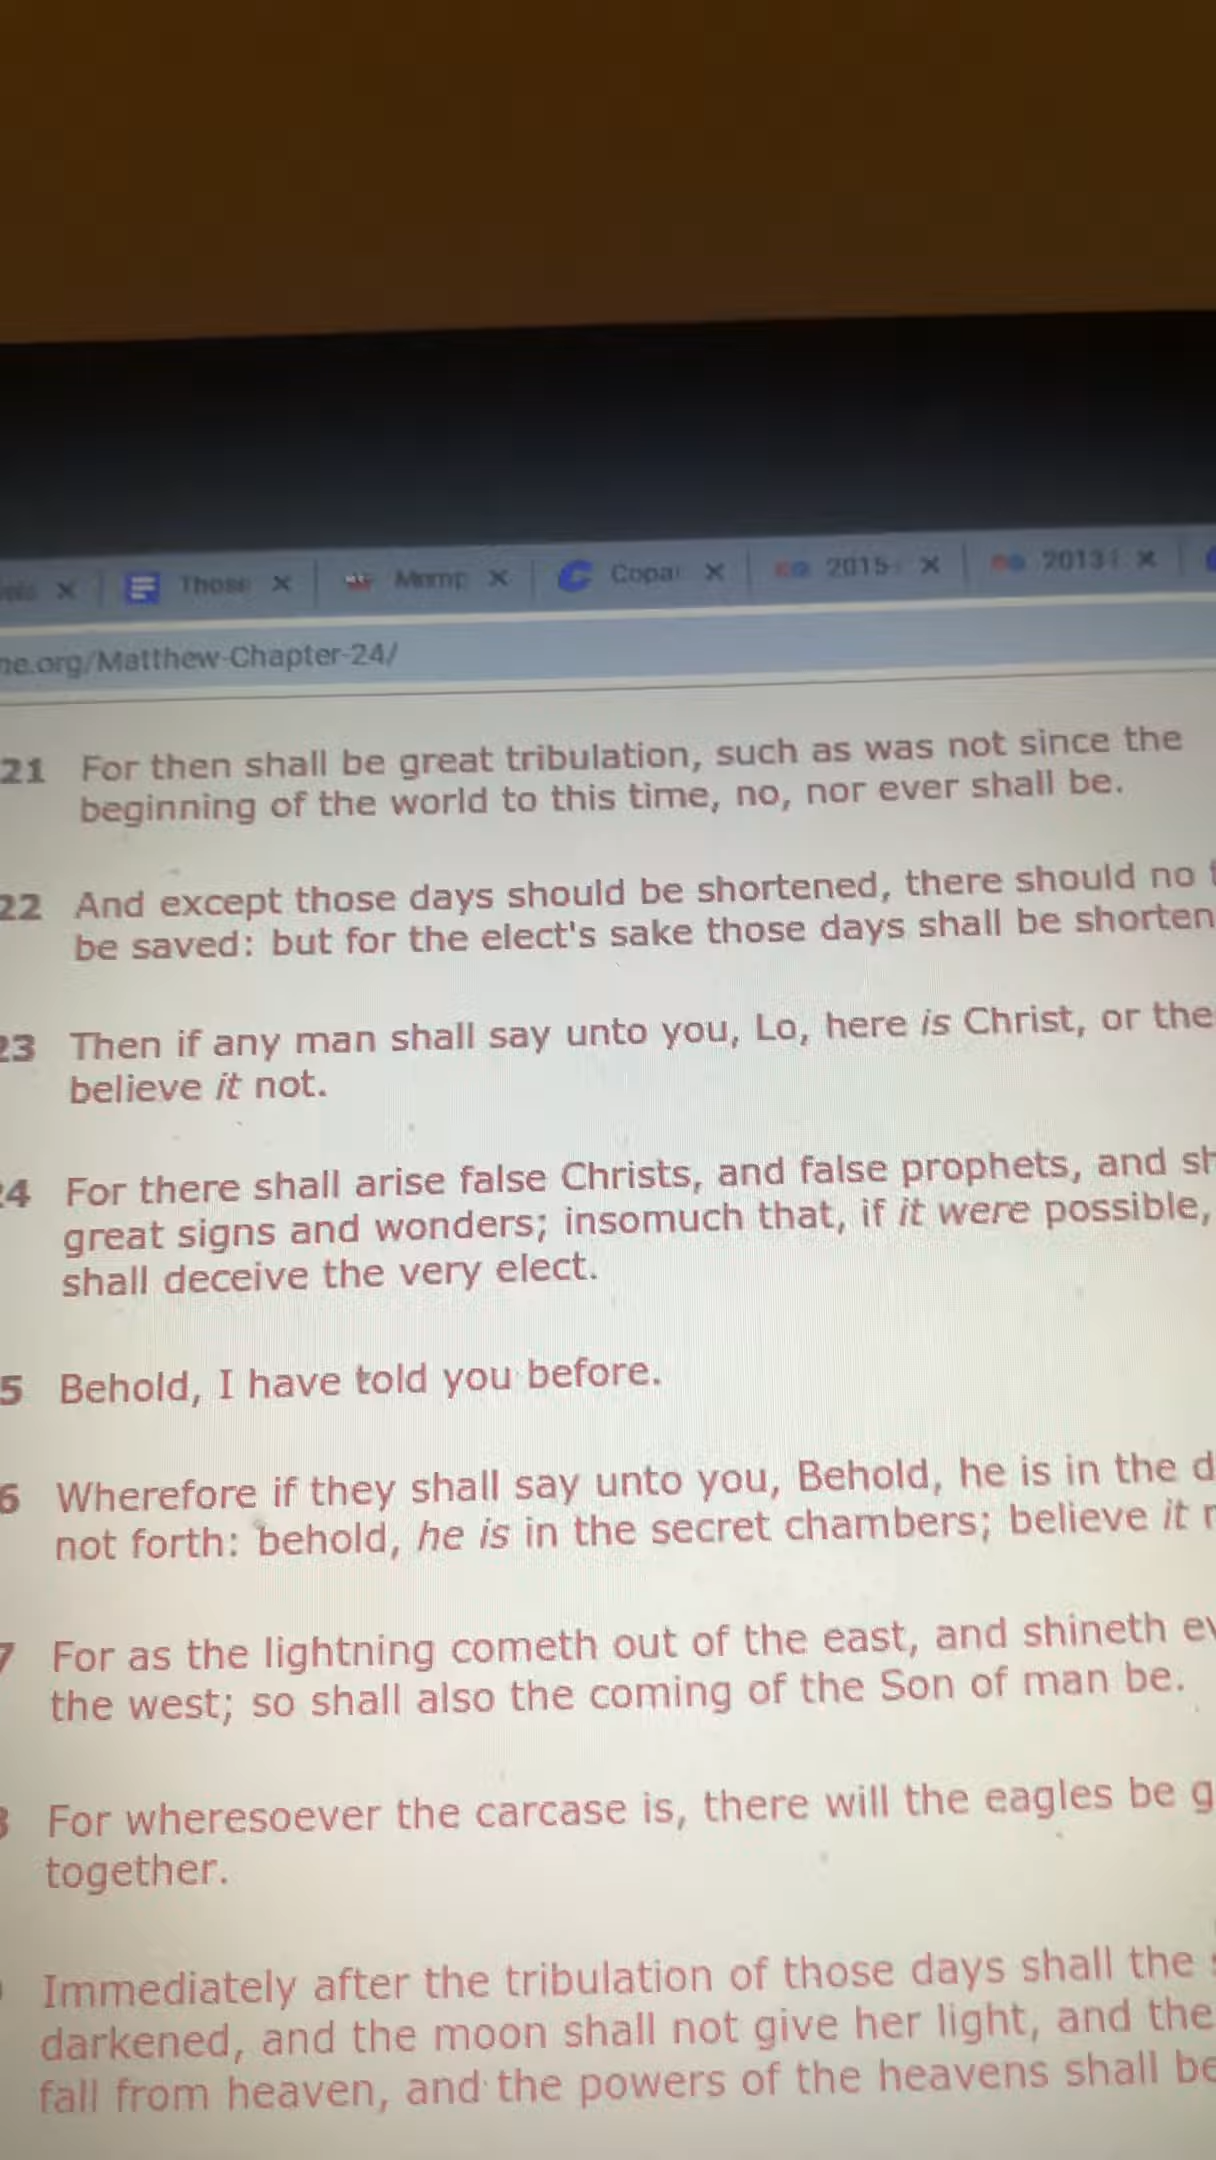 Those
Copar
2015
2013
ne.org/Matthew-Chapter-24/
21 For then shall be great tribulation, such as was not since the
beginning of the world to this time, no, nor ever shall be.
22 And except those days should be shortened, there should no
be saved: but for the elect's sake those days shall be shorten
23 Then if any man shall say unto you, Lo, here is Christ, or the
believe it not.
24 For there shall arise false Christs, and false prophets, and sh
great signs and wonders; insomuch that, if it were possible,
shall deceive the very elect.
5 Behold, I have told you before.
6 Wherefore if they shall say unto you, Behold, he is in the d
not forth: behold, he is in the secret chambers; believe it
7 For as the lightning cometh out of the east, and shineth ev
the west; so shall also the coming of the Son of man be.
8 For wheresoever the carcase is, there will the eagles be g
together.
Immediately after the tribulation of those days shall the
darkened, and the moon shall not give her light, and the
fall from heaven, and the powers of the heavens shall be